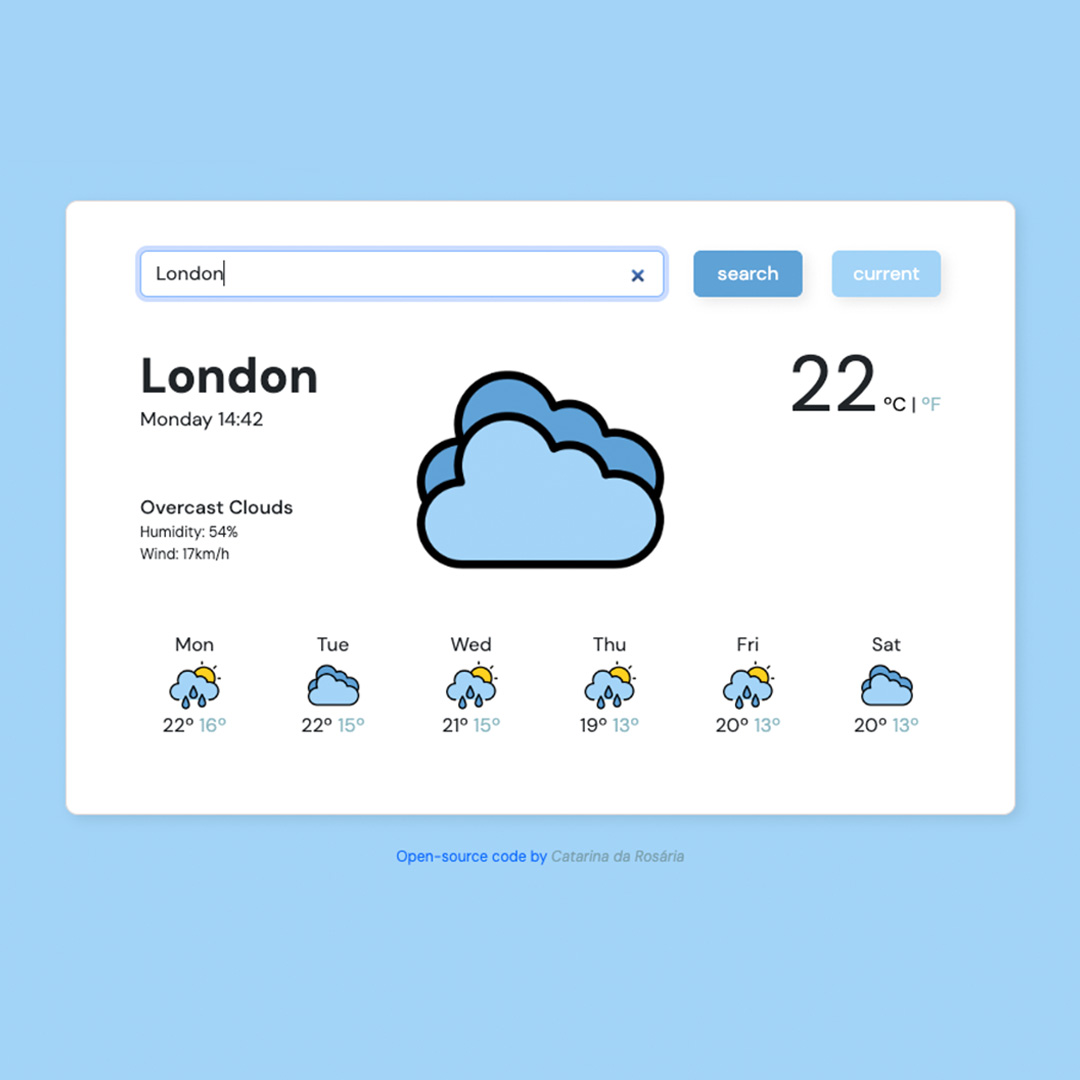 London
search
current
London
22 °C | °F
Monday 14:42
Overcast Clouds
Humidity: 54%
Wind: 17km/h
Mon Tue Wed Thu Fri Sat
22° 16° 22° 15° 21° 15° 19° 13° 20° 13° 20° 13°
Open-source code by Catarina da Rosária